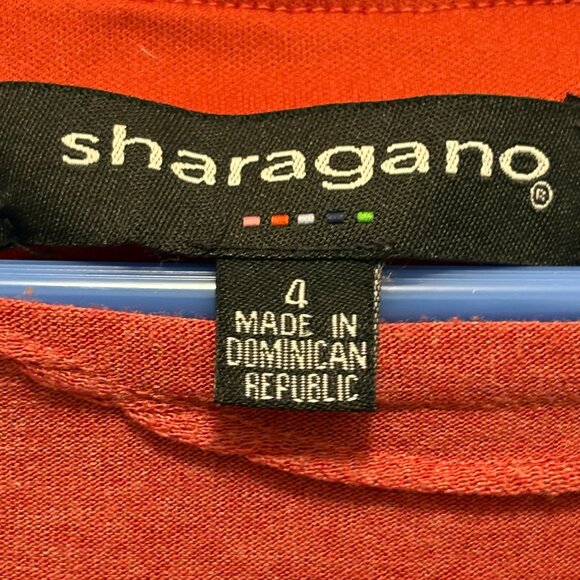 sharagano®
4
MADE IN
DOMINICAN
REPUBLIC